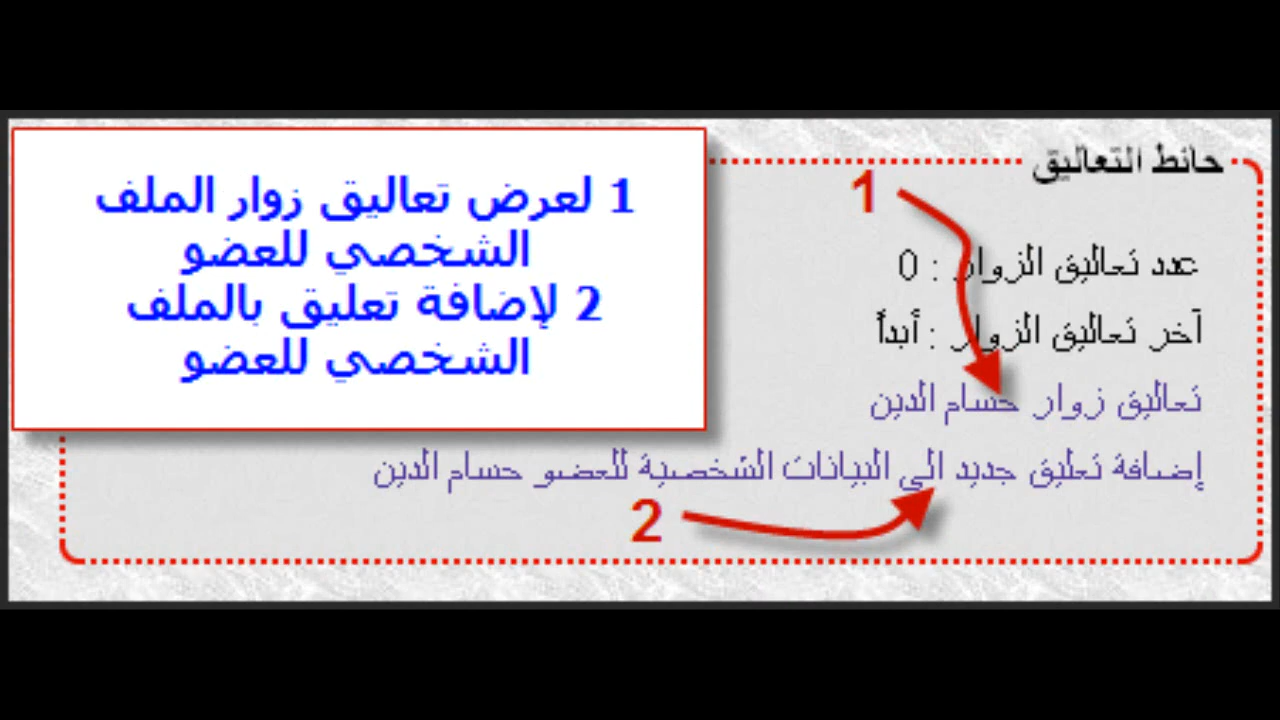 حائط التعاليق
1 لعرض تعاليق زوار الملف
الشخصي للعضو
2 لإضافة تعليق بالملف
الشخصي للعضو
1
عدد تعاليق الزوار : 0
آخر تعاليق الزوار : أبدأ
تعاليق زوار حسام الدين
إضافة تعليق جديد الى البيانات الشخصية للعضو حسام الدين
2